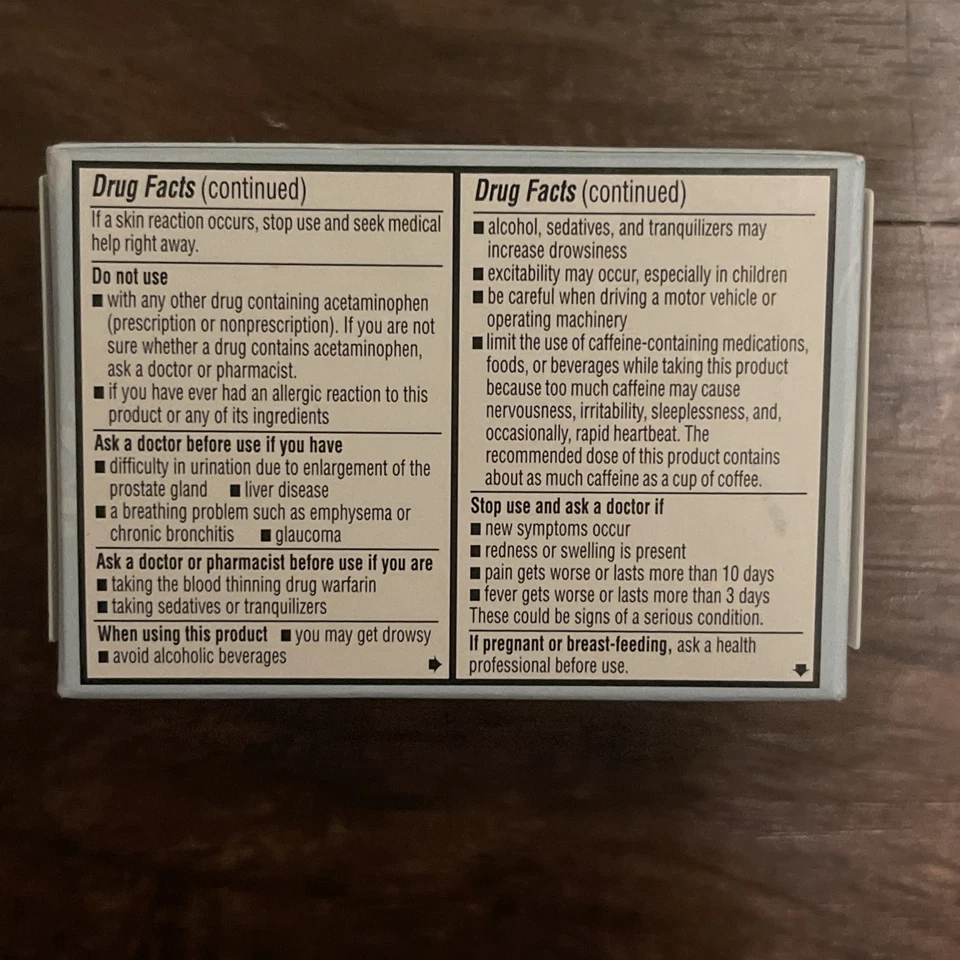 Drug Facts (continued)
If a skin reaction occurs, stop use and seek medical
help right away.
Do not use
■ with any other drug containing acetaminophen
(prescription or nonprescription). If you are not
sure whether a drug contains acetaminophen,
ask a doctor or pharmacist.
■ if you have ever had an allergic reaction to this
product or any of its ingredients
Ask a doctor before use if you have
■ difficulty in urination due to enlargement of the
prostate gland ■ liver disease
■ a breathing problem such as emphysema or
chronic bronchitis ■ glaucoma
Ask a doctor or pharmacist before use if you are
■ taking the blood thinning drug warfarin
■ taking sedatives or tranquilizers
When using this product ■ you may get drowsy
■ avoid alcoholic beverages
Drug Facts (continued)
■ alcohol, sedatives, and tranquilizers may
increase drowsiness
■ excitability may occur, especially in children
■ be careful when driving a motor vehicle or
operating machinery
■ limit the use of caffeine-containing medications,
foods, or beverages while taking this product
because too much caffeine may cause
nervousness, irritability, sleeplessness, and,
occasionally, rapid heartbeat. The
recommended dose of this product contains
about as much caffeine as a cup of coffee.
Stop use and ask a doctor if
■ new symptoms occur
■ redness or swelling is present
■ pain gets worse or lasts more than 10 days
■ fever gets worse or lasts more than 3 days
These could be signs of a serious condition.
If pregnant or breast-feeding, ask a health
professional before use.